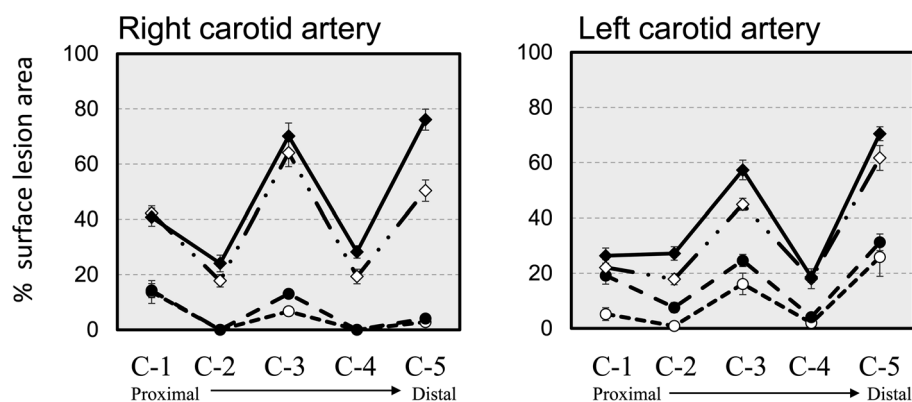 Right carotid artery
% surface lesion area
100
80
60
40
20
0
C-1 C-2 C-3 C-4 C-5
Proximal Distal
Left carotid artery
100
80
60
40
20
0
C-1 C-2 C-3 C-4 C-5
Proximal Distal